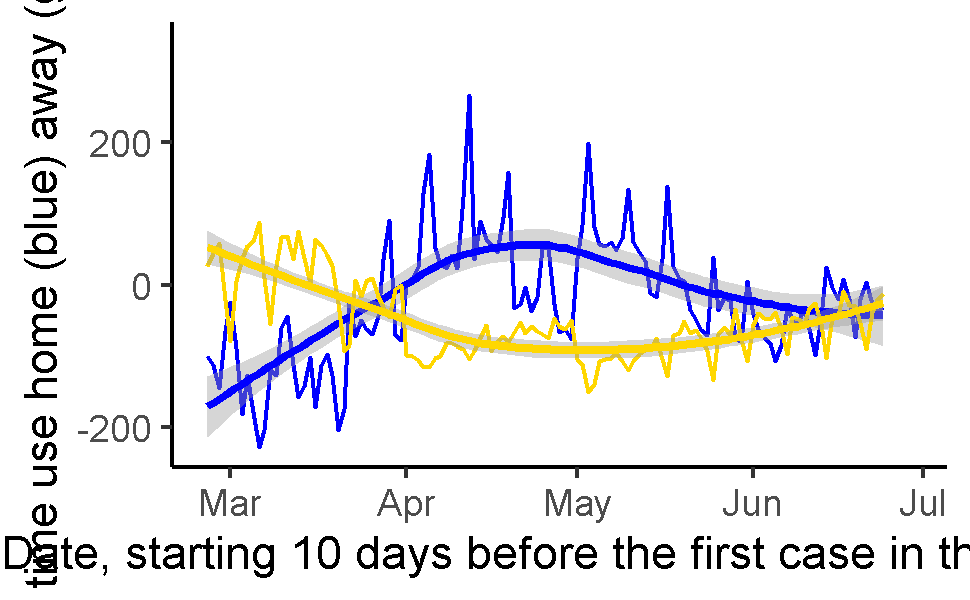 time use home (blue) away (
200
0
-200
Mar Apr May Jun Jul
Date, starting 10 days before the first case in th